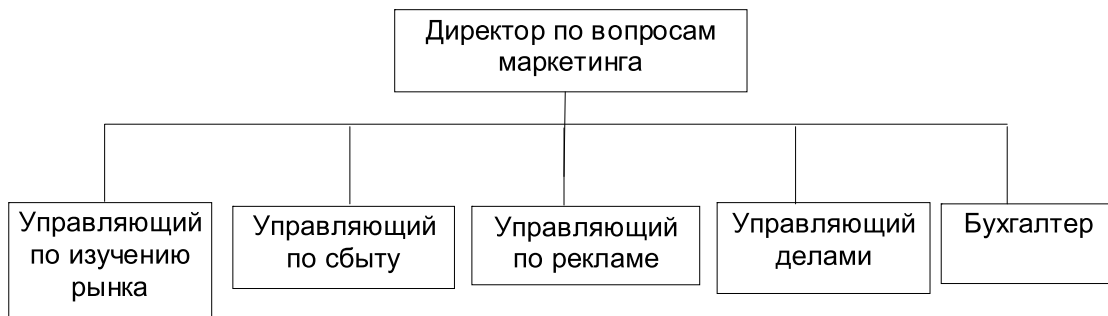 Директор по вопросам
маркетинга
Управляющий
по изучению
рынка
Управляющий
по сбыту
Управляющий
по рекламе
Управляющий
делами
Бухгалтер